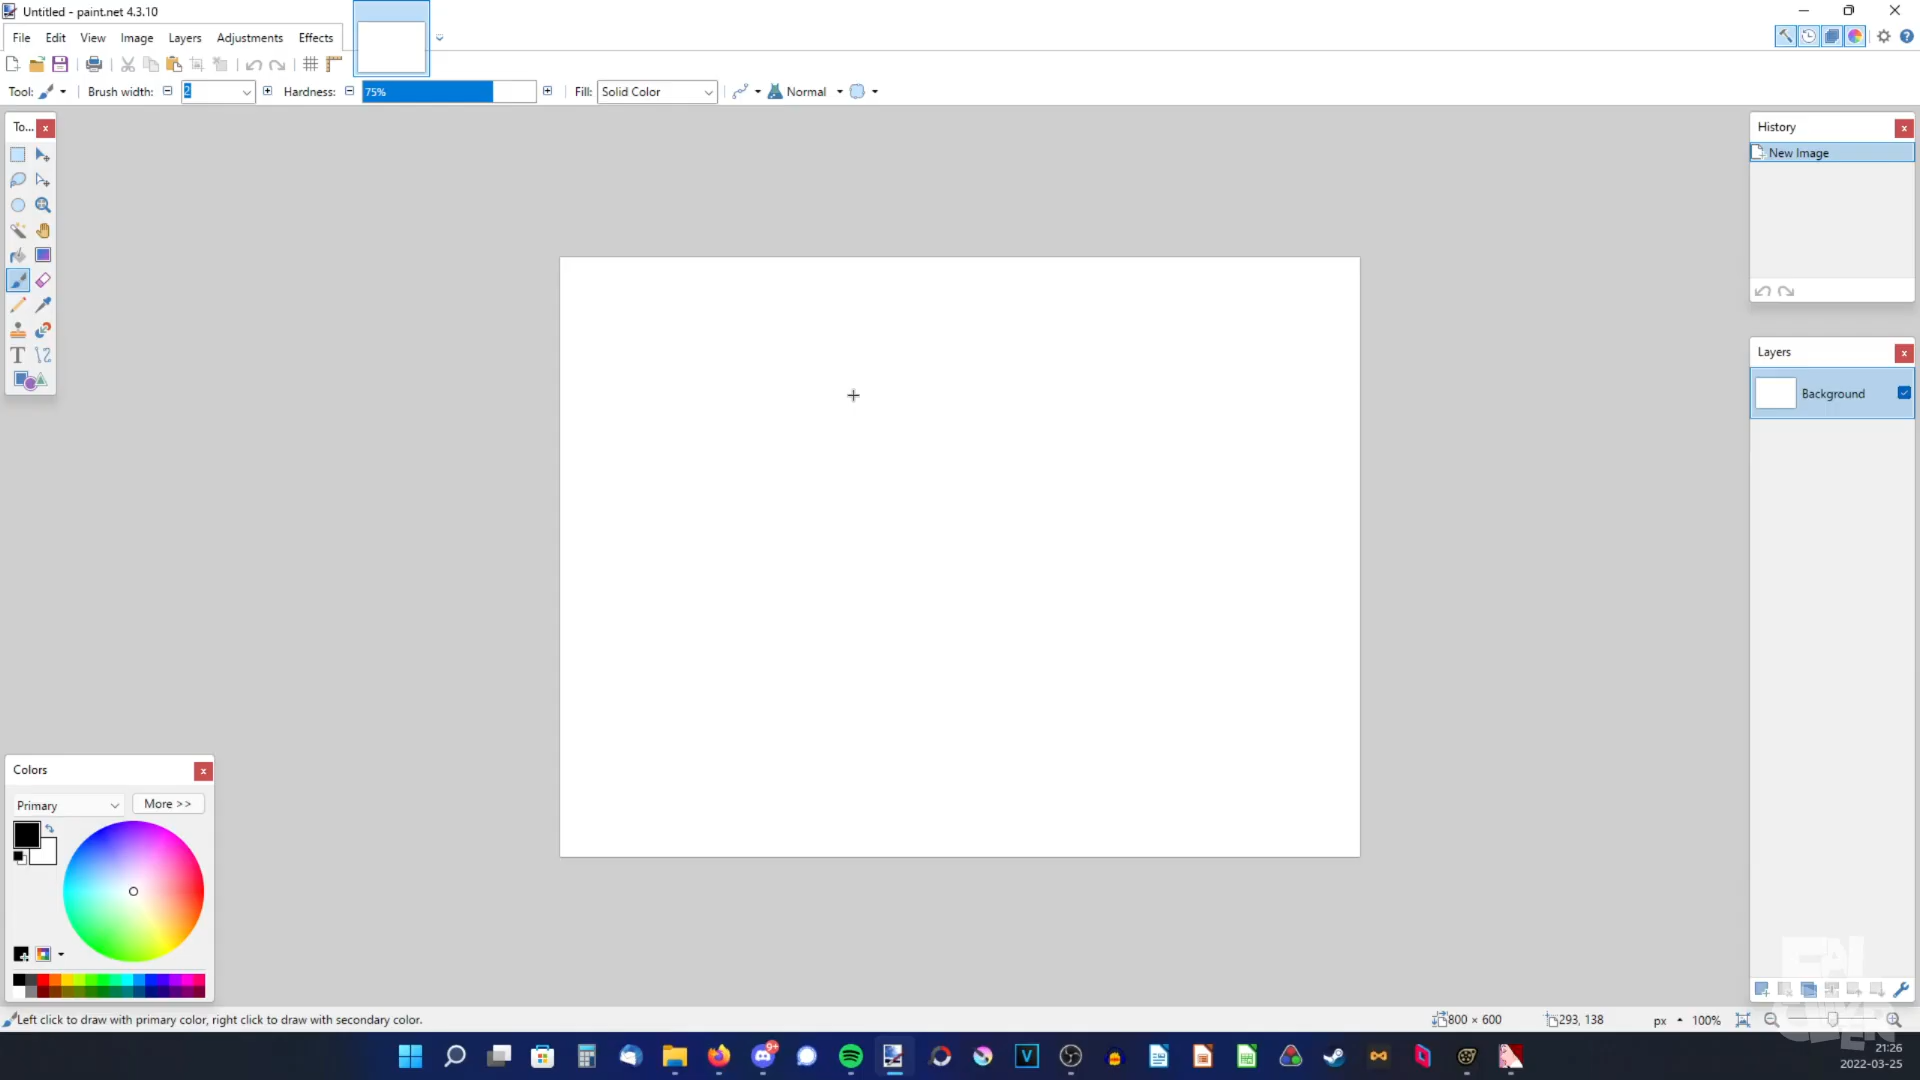 Untitled - paint.net 4.3.10
File Edit View Image Layers Adjustments Effects
Tool: Brush width: 2 Hardness: 75% Fill: Solid Color Normal
To...
History
New Image
Layers
Background
Colors
Primary More >>
Left click to draw with primary color, right click to draw with secondary color.
800 × 600 293, 138 px 100%
9+
V
21:26
2022-03-25